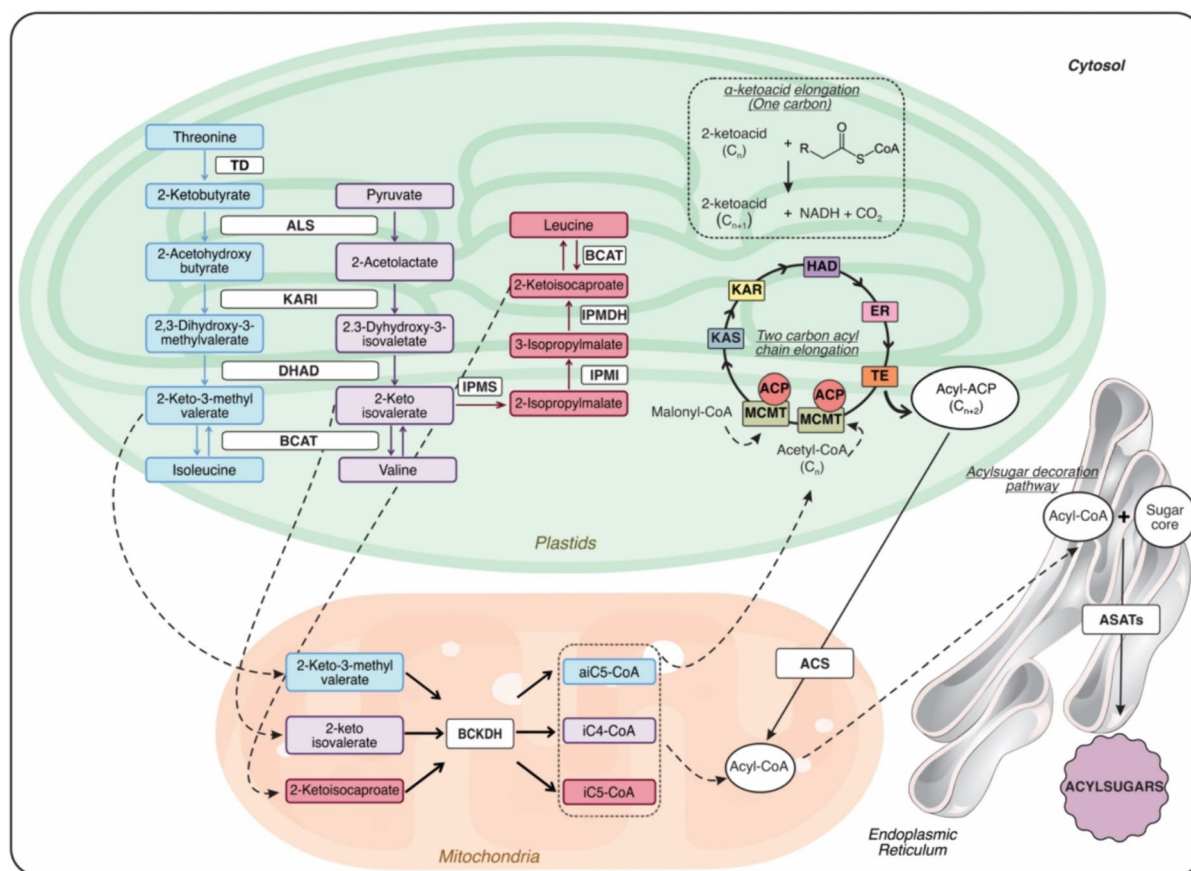 Cytosol
α-ketoacid elongation
(One carbon)
2-ketoacid
(Cn)
+
R
O
S
CoA
2-ketoacid
(Cn+1)
+ NADH + CO2
Threonine
TD
2-Ketobutyrate
Pyruvate
ALS
2-Acetohydroxy
butyrate
2-Acetolactate
KARI
2,3-Dihydroxy-3-
methylvalerate
2.3-Dyhydroxy-3-
isovaletate
DHAD
2-Keto-3-methyl
valerate
2-Keto
isovalerate
BCAT
Isoleucine
Valine
Leucine
BCAT
2-Ketoisocaproate
IPMDH
3-Isopropylmalate
IPMI
IPMS
2-Isopropylmalate
HAD
KAR
ER
KAS
Two carbon acyl
chain elongation
TE
ACP
ACP
MCMT
MCMT
Malonyl-CoA
Acetyl-CoA
(Cn)
Acyl-ACP
(Cn+2)
Plastids
Acylsugar decoration
pathway
Acyl-CoA
+
Sugar
core
ASATs
ACS
2-Keto-3-methyl
valerate
2-keto
isovalerate
2-Ketoisocaproate
BCKDH
aiC5-CoA
iC4-CoA
iC5-CoA
Acyl-CoA
Mitochondria
Endoplasmic
Reticulum
ACYLSUGARS